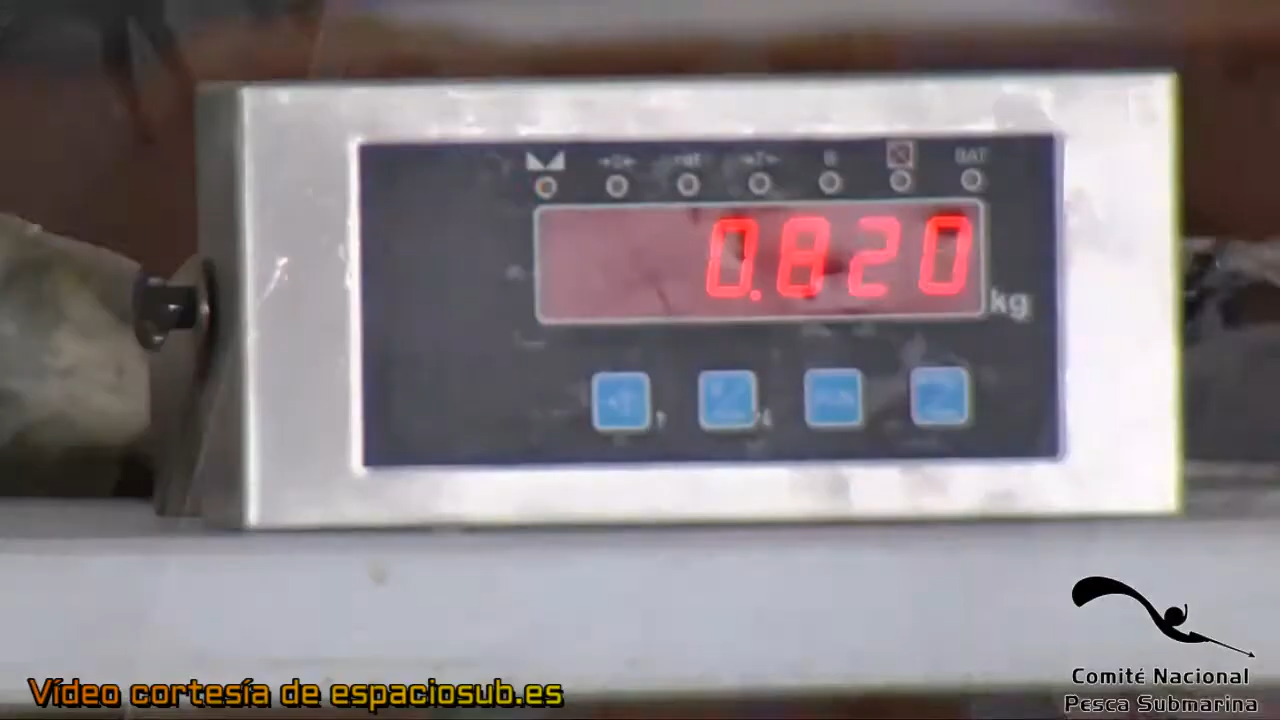 BAT
0.820
kg
Vídeo cortesía de espaciosub.es
Comité Nacional
Pesca Submarina